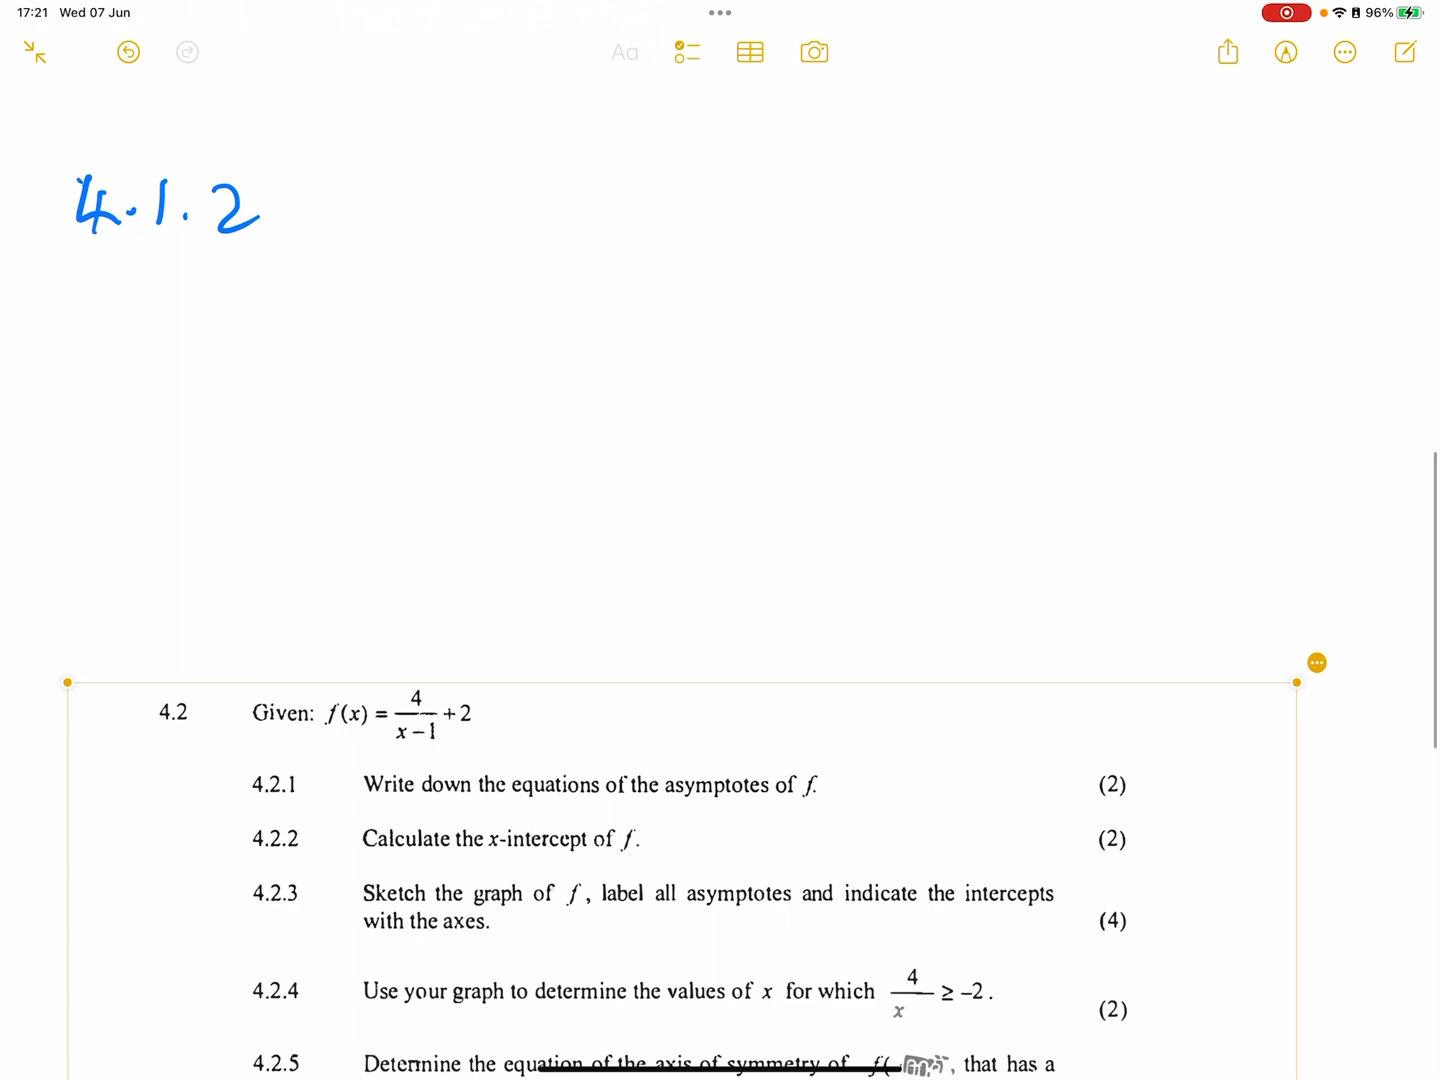 17:21 Wed 07 Jun
96%
Aa
4.1.2
4.2 Given: f(x) = 4/(x − 1) + 2
4.2.1 Write down the equations of the asymptotes of f. (2)
4.2.2 Calculate the x-intercept of f. (2)
4.2.3 Sketch the graph of f, label all asymptotes and indicate the intercepts
with the axes. (4)
4.2.4 Use your graph to determine the values of x for which 4/x ≥ −2. (2)
4.2.5 Determine the equation of the axis of symmetry of f( , that has a